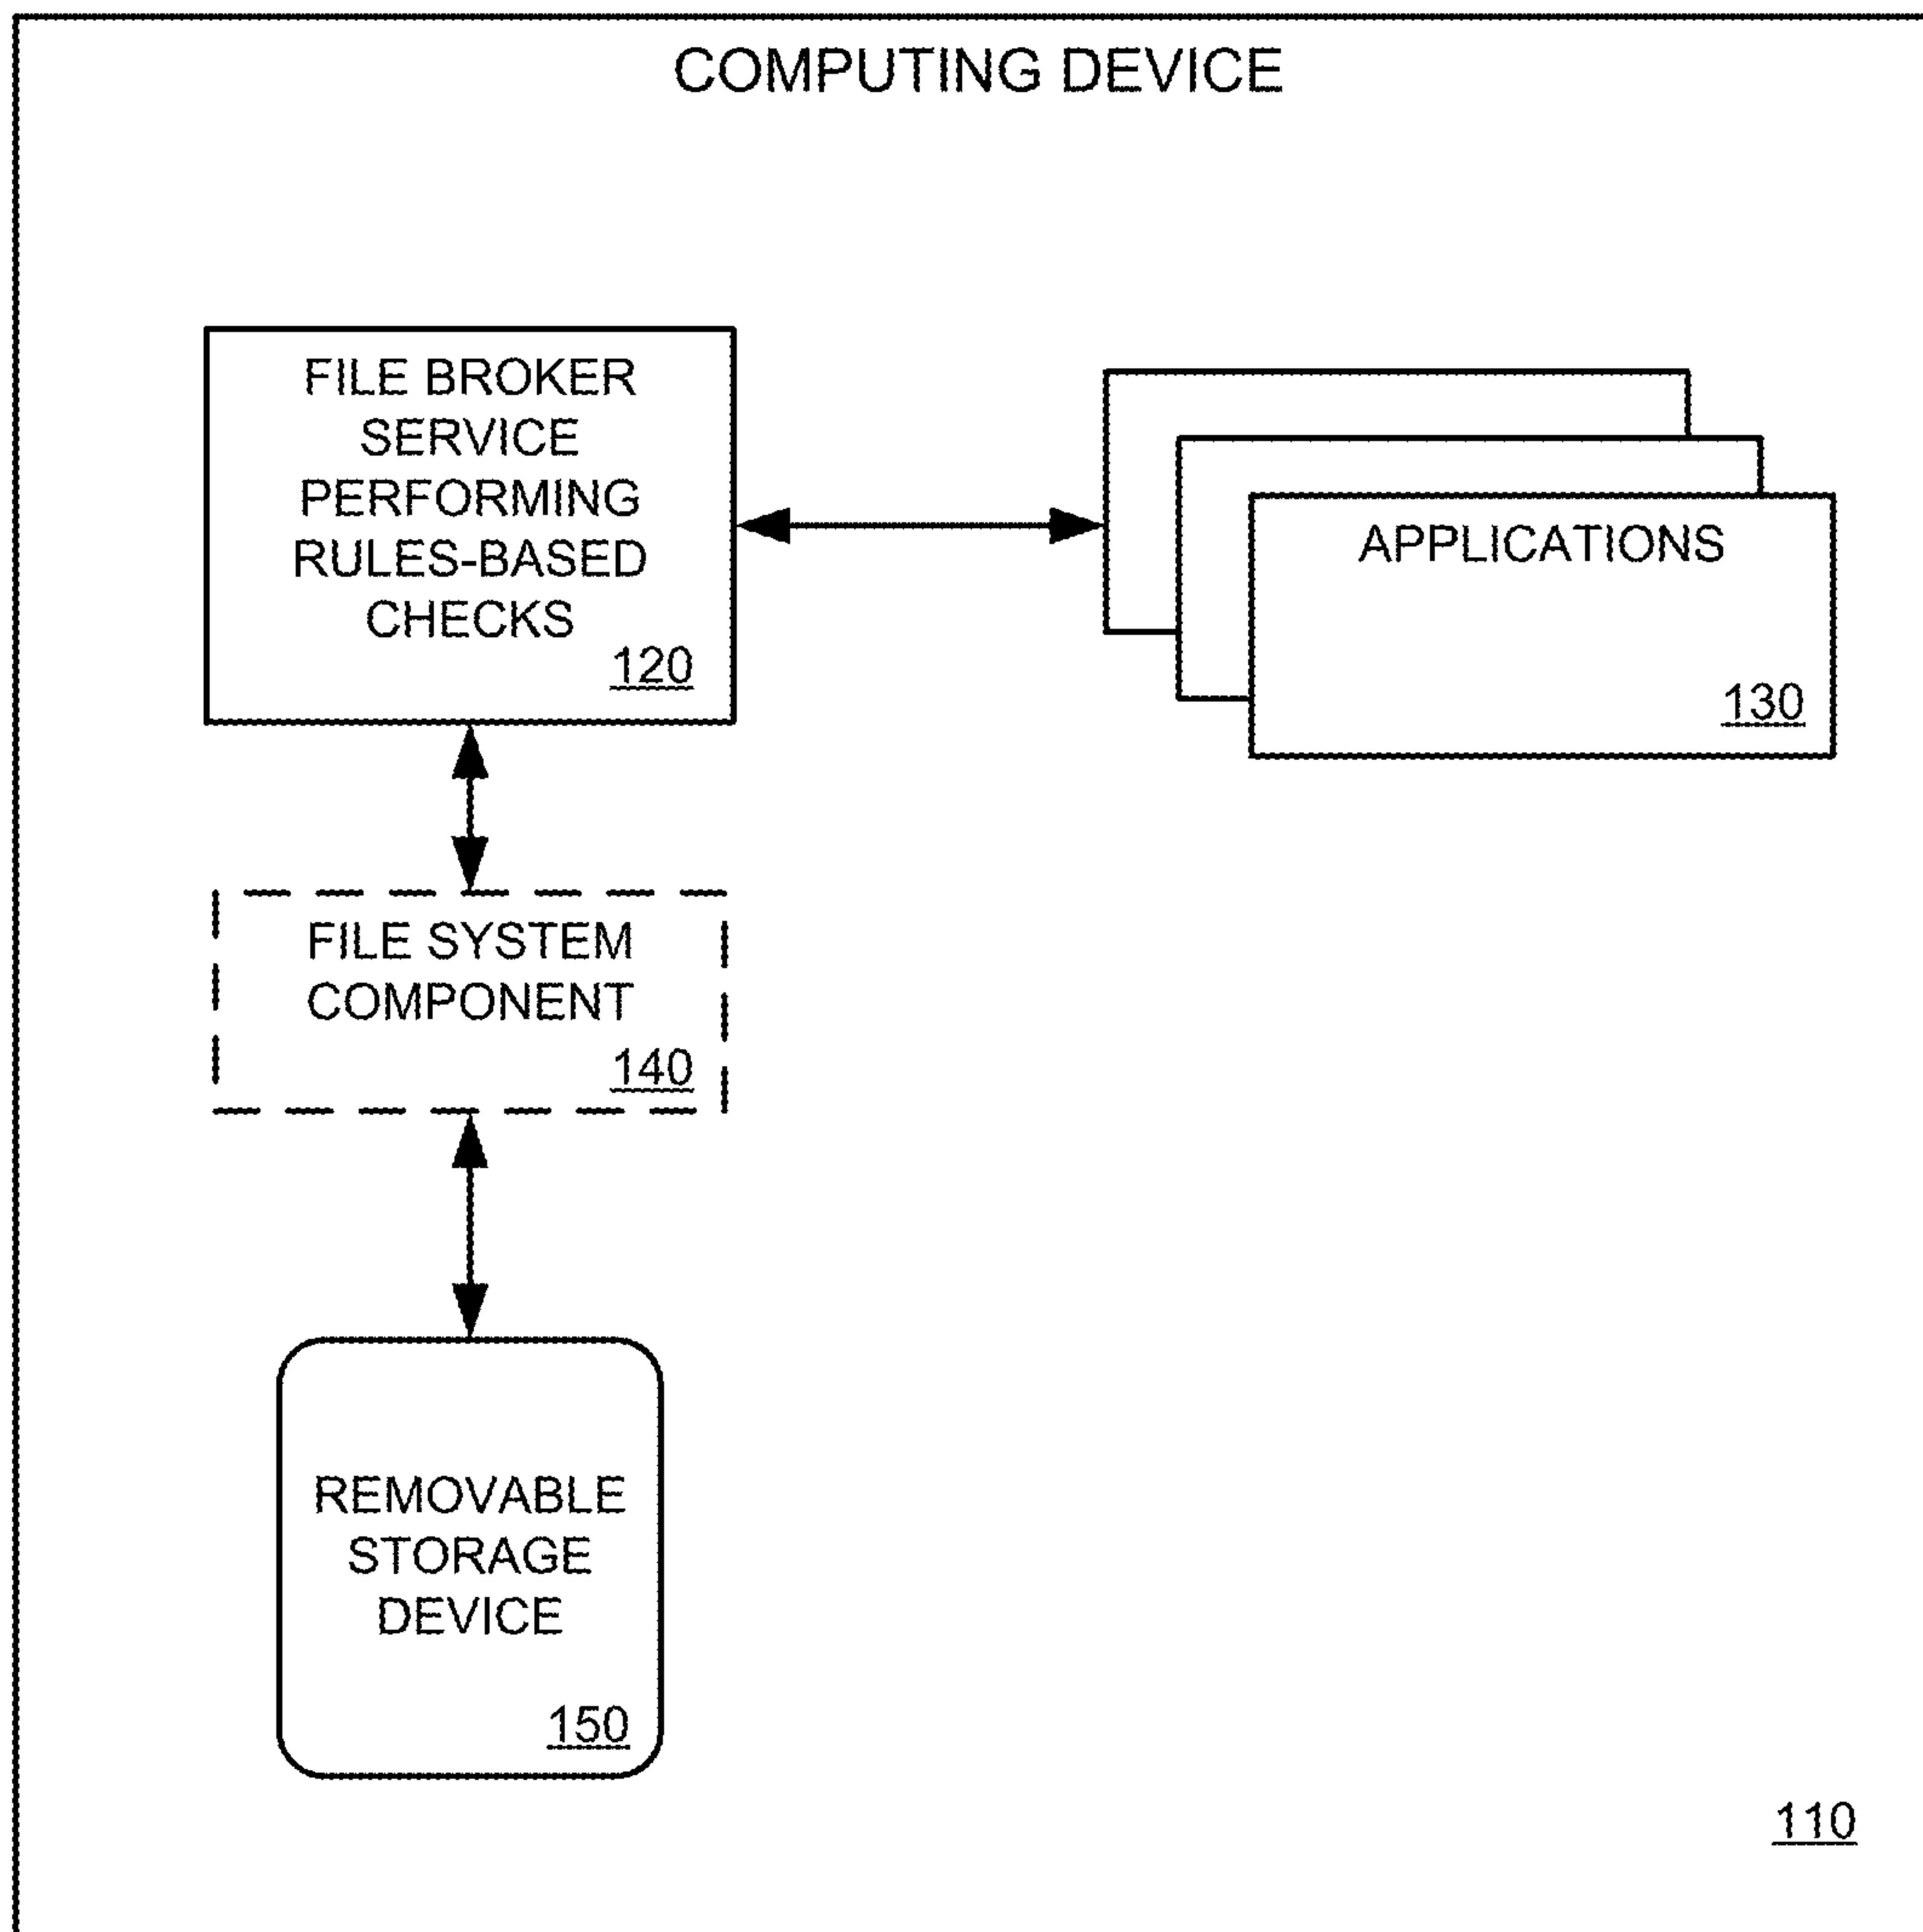 COMPUTING DEVICE
FILE BROKER
SERVICE
PERFORMING
RULES-BASED
CHECKS
120
APPLICATIONS
130
FILE SYSTEM
COMPONENT
140
REMOVABLE
STORAGE
DEVICE
150
110